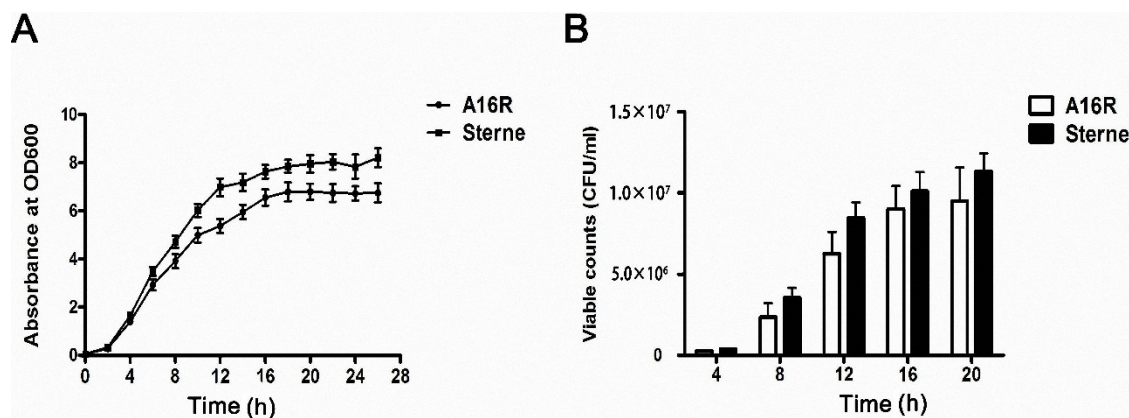 A
B
A16R
Sterne
Absorbance at OD600
10
8
6
4
2
0
0 4 8 12 16 20 24 28
Time (h)
A16R
Sterne
Viable counts (CFU/ml)
1.5×10⁷
1.0×10⁷
5.0×10⁶
0
4 8 12 16 20
Time (h)